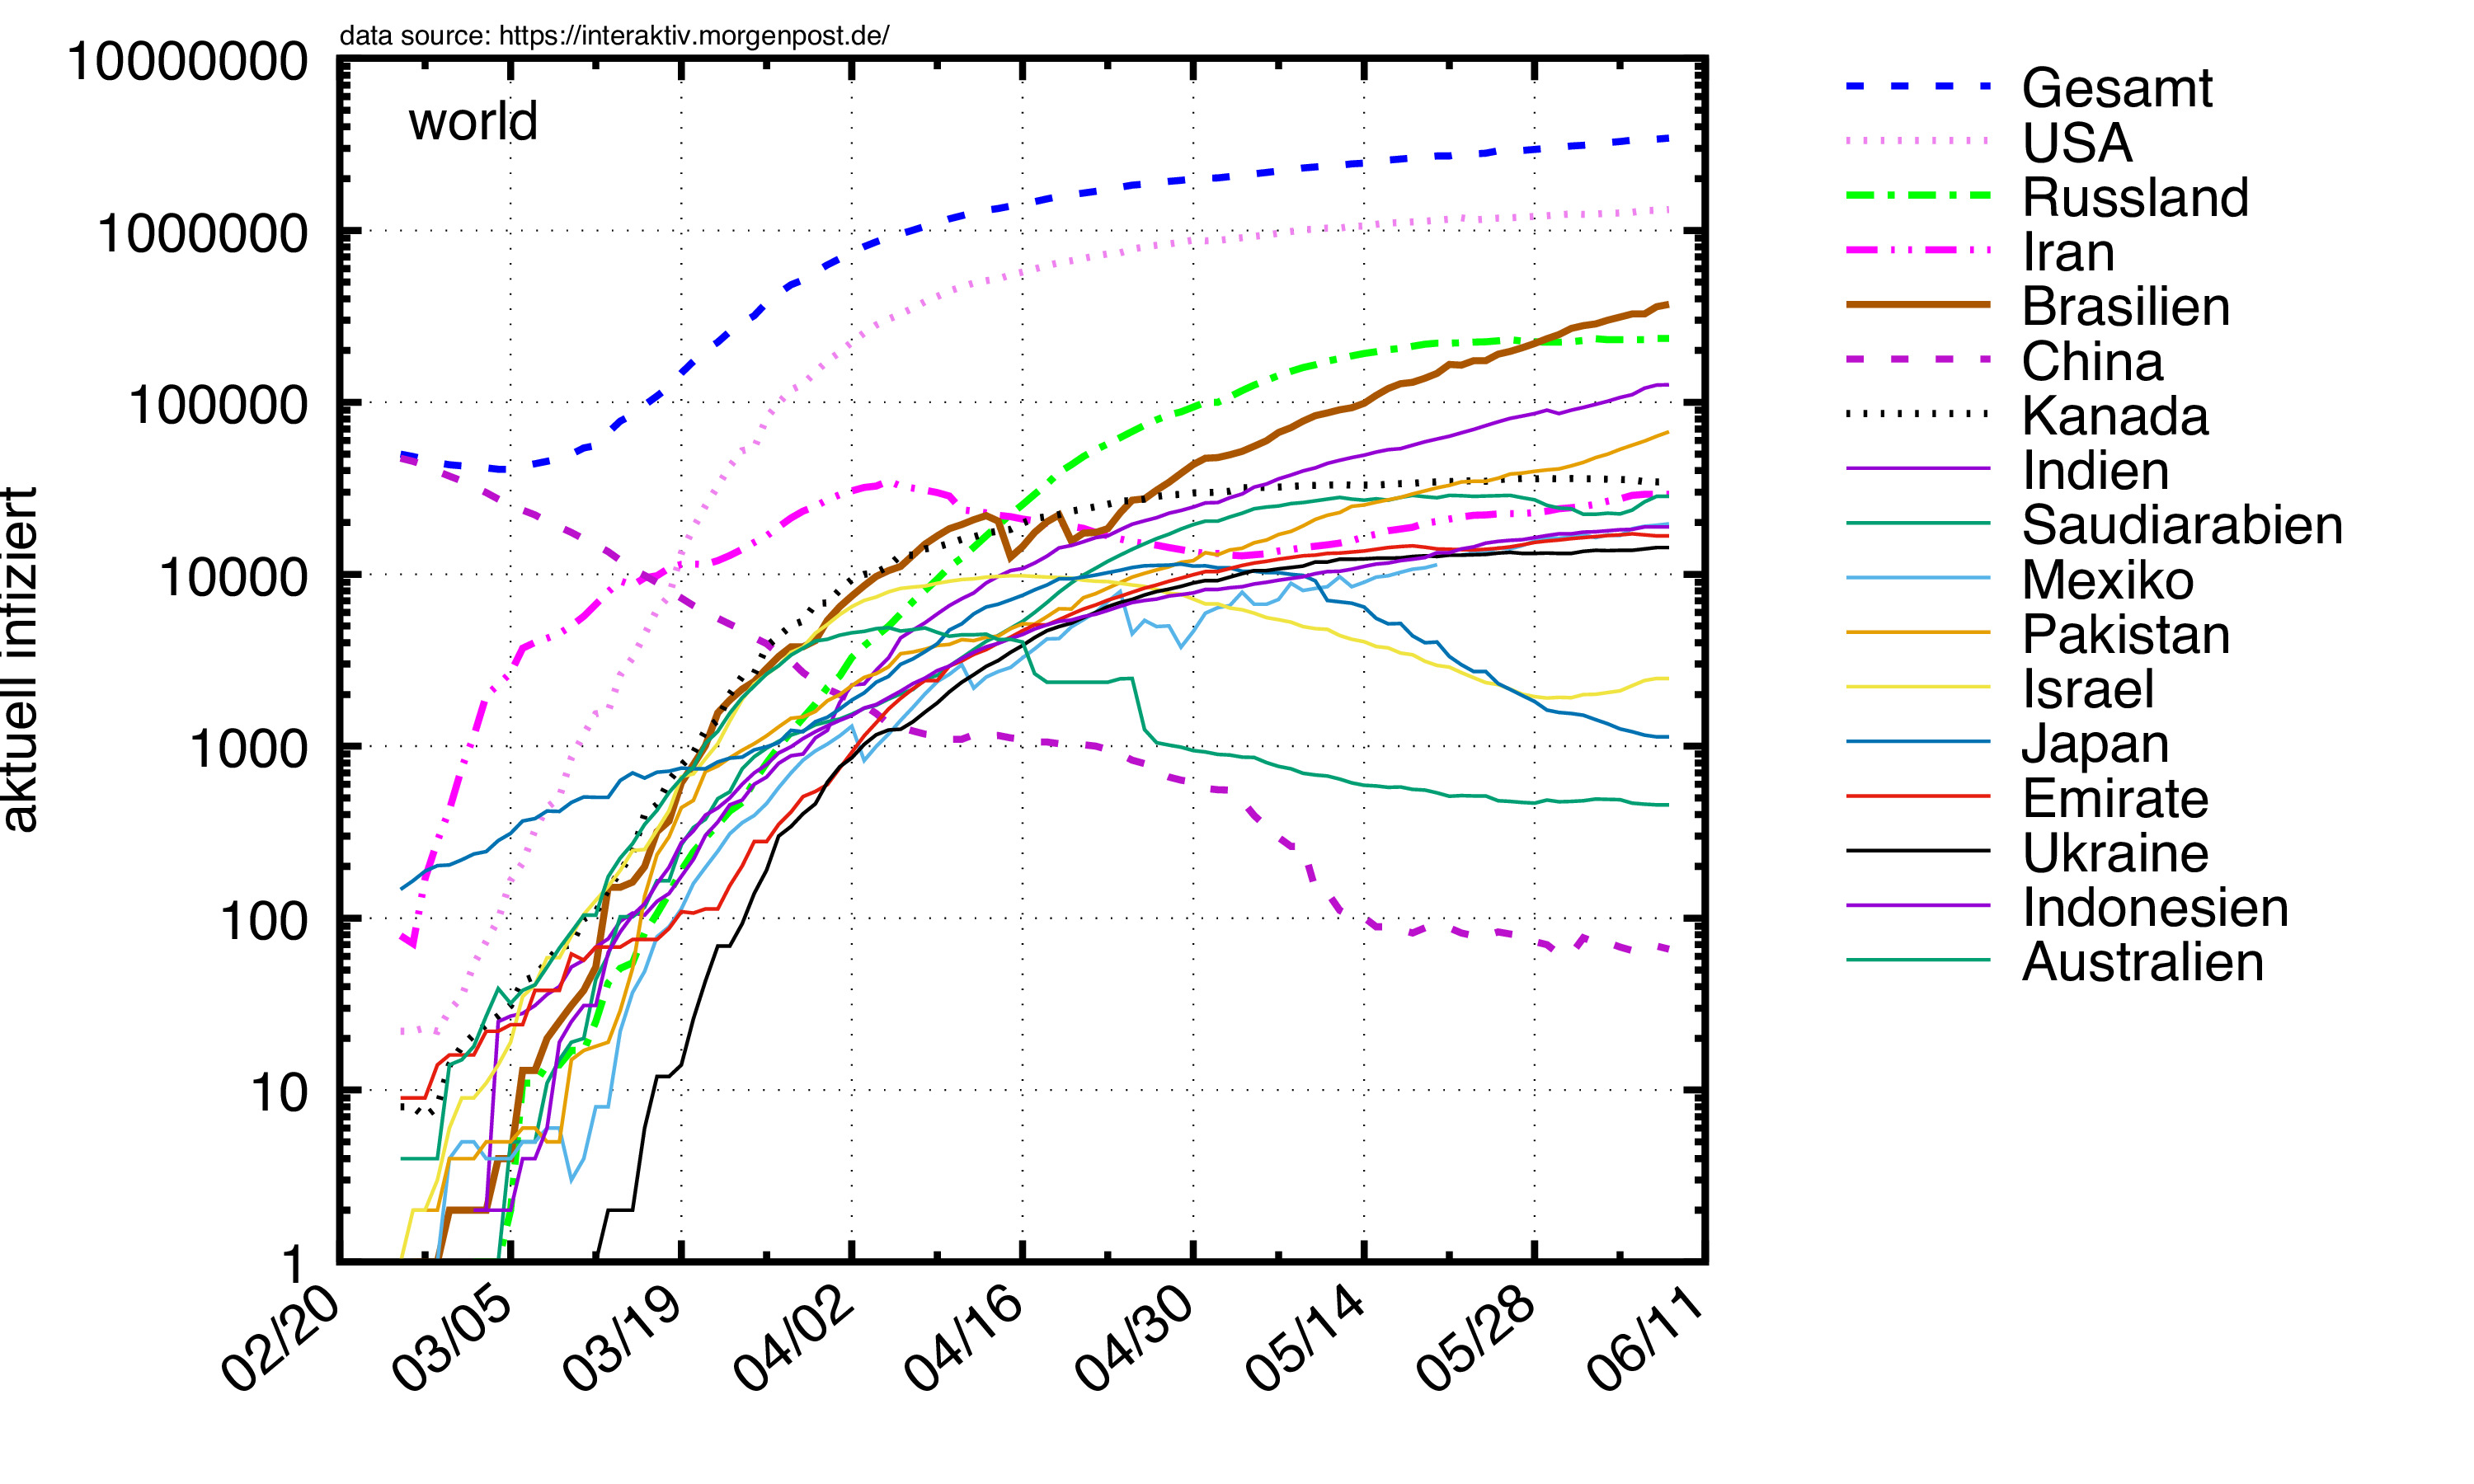 data source: https://interaktiv.morgenpost.de/
10000000
world
1000000
100000
10000
1000
100
10
1
aktuell infiziert
02/20
03/05
03/19
04/02
04/16
04/30
05/14
05/28
06/11
Gesamt
USA
Russland
Iran
Brasilien
China
Kanada
Indien
Saudiarabien
Mexiko
Pakistan
Israel
Japan
Emirate
Ukraine
Indonesien
Australien